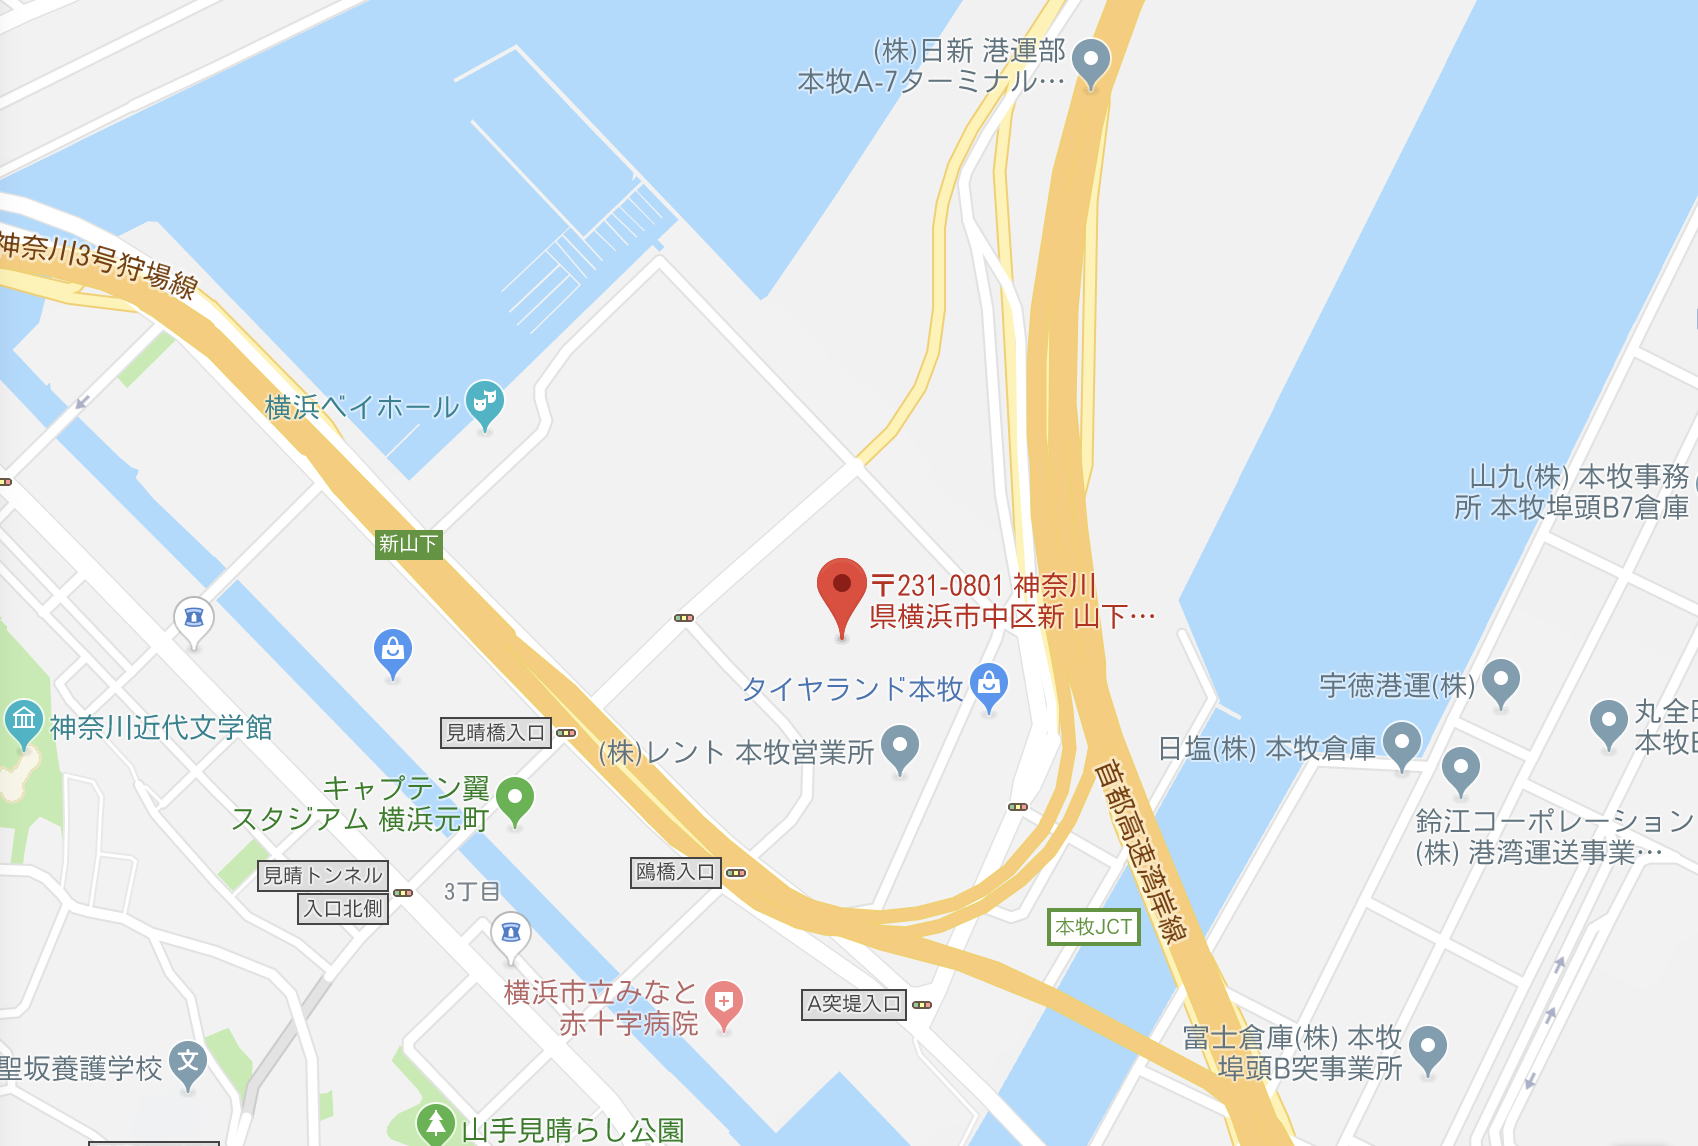 (株)日新 港運部
本牧A-7ターミナル…
神奈川3号狩場線
横浜ベイホール
山九(株) 本牧事務
所 本牧埠頭B7倉庫
新山下
〒231-0801 神奈川
県横浜市中区新 山下…
タイヤランド本牧
宇徳港運(株)
神奈川近代文学館
見晴橋入口
(株)レント 本牧営業所
日塩(株) 本牧倉庫
丸全
本牧
キャプテン翼
スタジアム 横浜元町
首都高速湾岸線
鈴江コーポレーション
(株) 港湾運送事業…
見晴トンネル
入口北側
3丁目
鴎橋入口
本牧JCT
横浜市立みなと
赤十字病院
A突堤入口
富士倉庫(株) 本牧
埠頭B突事業所
聖坂養護学校
文
山手見晴らし公園